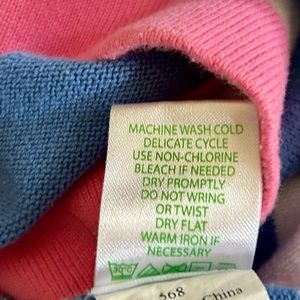 MACHINE WASH COLD
DELICATE CYCLE
USE NON-CHLORINE
BLEACH IF NEEDED
DRY PROMPTLY
DO NOT WRING
OR TWIST
DRY FLAT
WARM IRON IF
NECESSARY
30°C
568
China